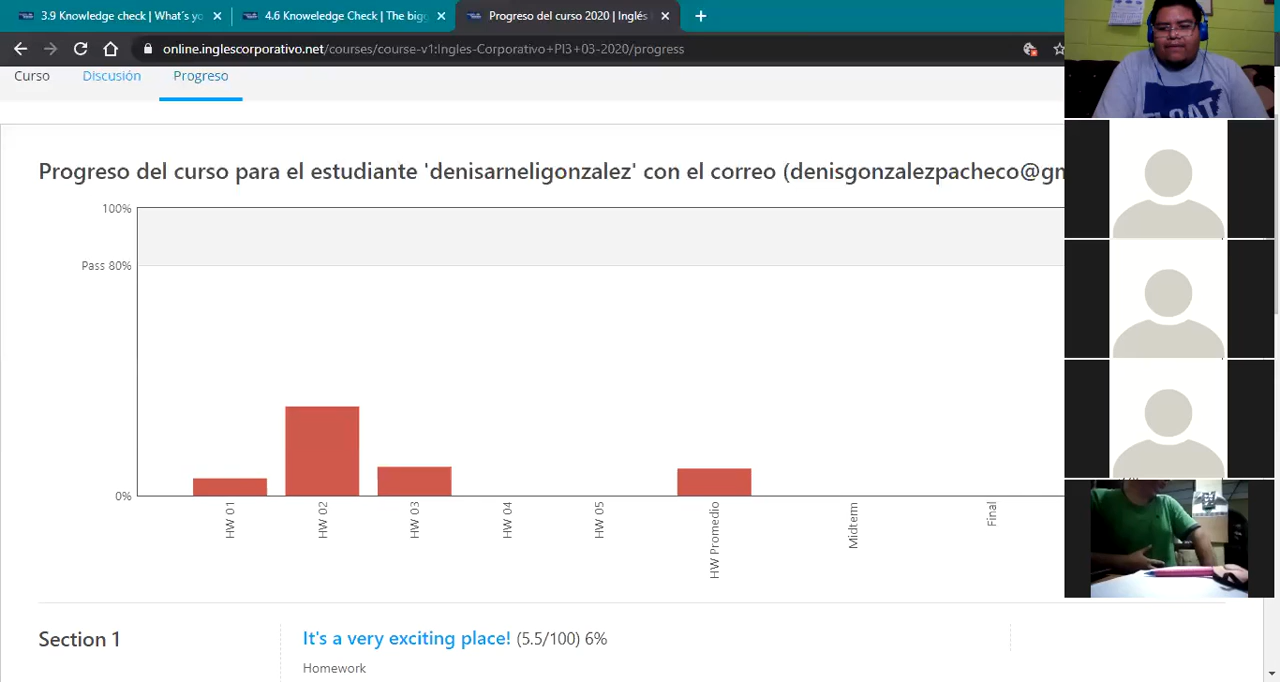 3.9 Knowledge check | What´s yo
4.6 Knoweledge Check | The big
Progreso del curso 2020 | Inglés
online.inglescorporativo.net/courses/course-v1:Ingles-Corporativo+PI3+03-2020/progress
Curso Discusión Progreso
Progreso del curso para el estudiante 'denisarneligonzalez' con el correo (denisgonzalezpacheco@gm
100%
Pass 80%
0%
HW 01
HW 02
HW 03
HW 04
HW 05
HW Promedio
Midterm
Final
Section 1
It's a very exciting place! (5.5/100) 6%
Homework